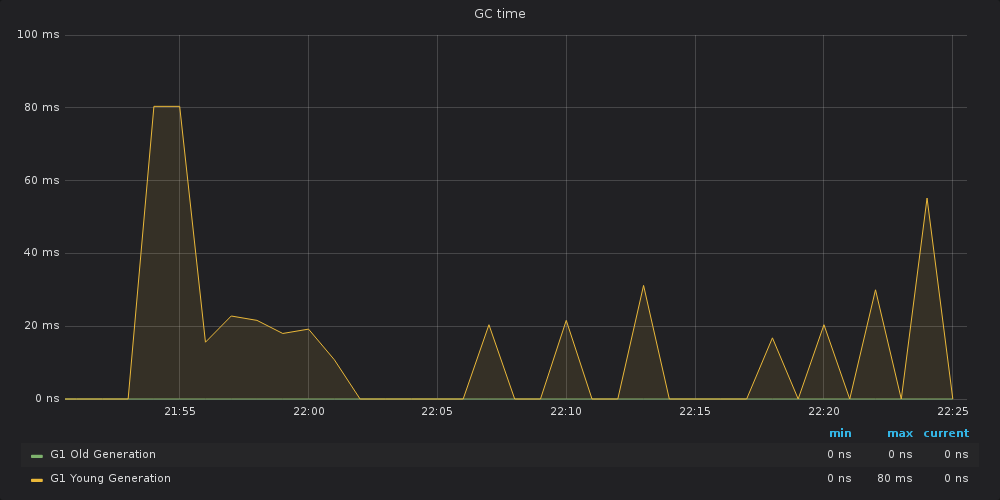 GC time
100 ms
80 ms
60 ms
40 ms
20 ms
0 ns
21:55 22:00 22:05 22:10 22:15 22:20 22:25
min max current
G1 Old Generation 0 ns 0 ns 0 ns
G1 Young Generation 0 ns 80 ms 0 ns